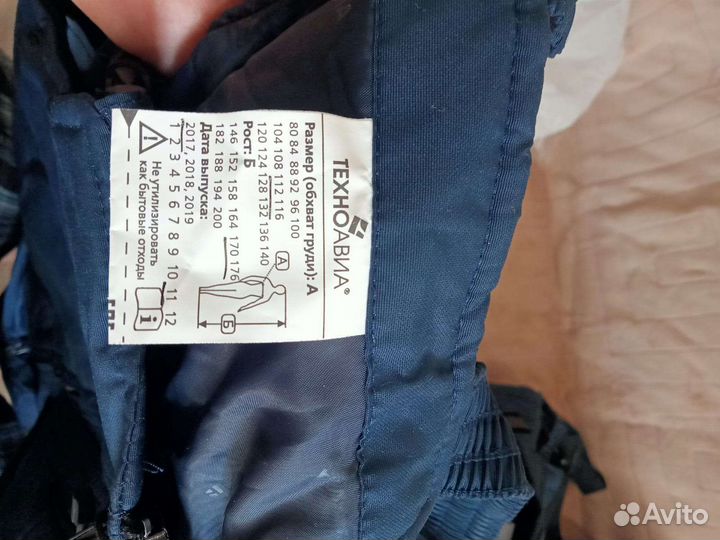 ТЕХНОАВИА®
Размер (обхват груди): А
80 84 88 92 96 100
104 108 112 116
120 124 128 132 136 140
Рост: Б
146 152 158 164 170 176
182 188 194 200
Дата выпуска:
2017, 2018, 2019
1 2 3 4 5 6 7 8 9 10 11 12
А
Б
Не утилизировать
как бытовые отходы
i
Avito